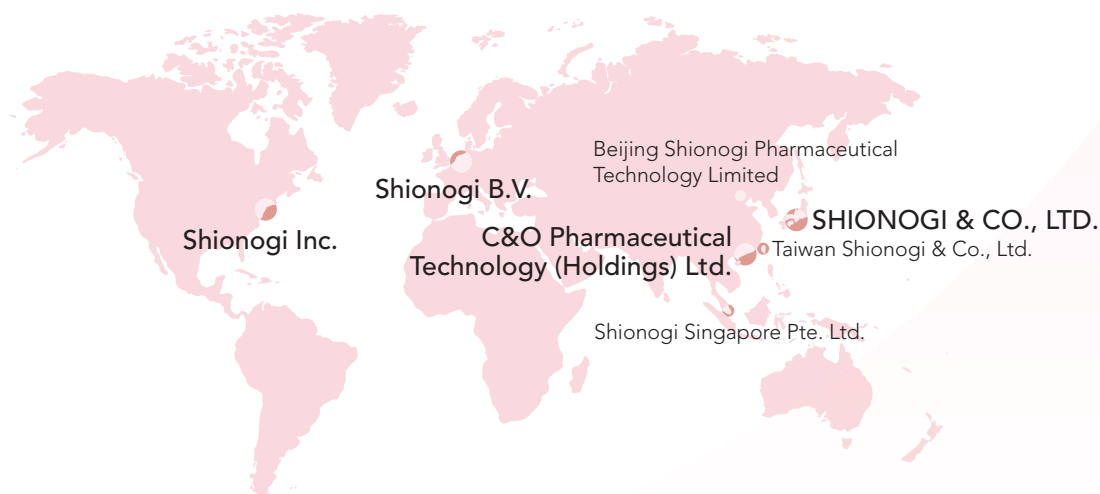 Beijing Shionogi Pharmaceutical
Technology Limited
Shionogi B.V.
SHIONOGI & CO., LTD.
Shionogi Inc.
C&O Pharmaceutical
Technology (Holdings) Ltd.
Taiwan Shionogi & Co., Ltd.
Shionogi Singapore Pte. Ltd.